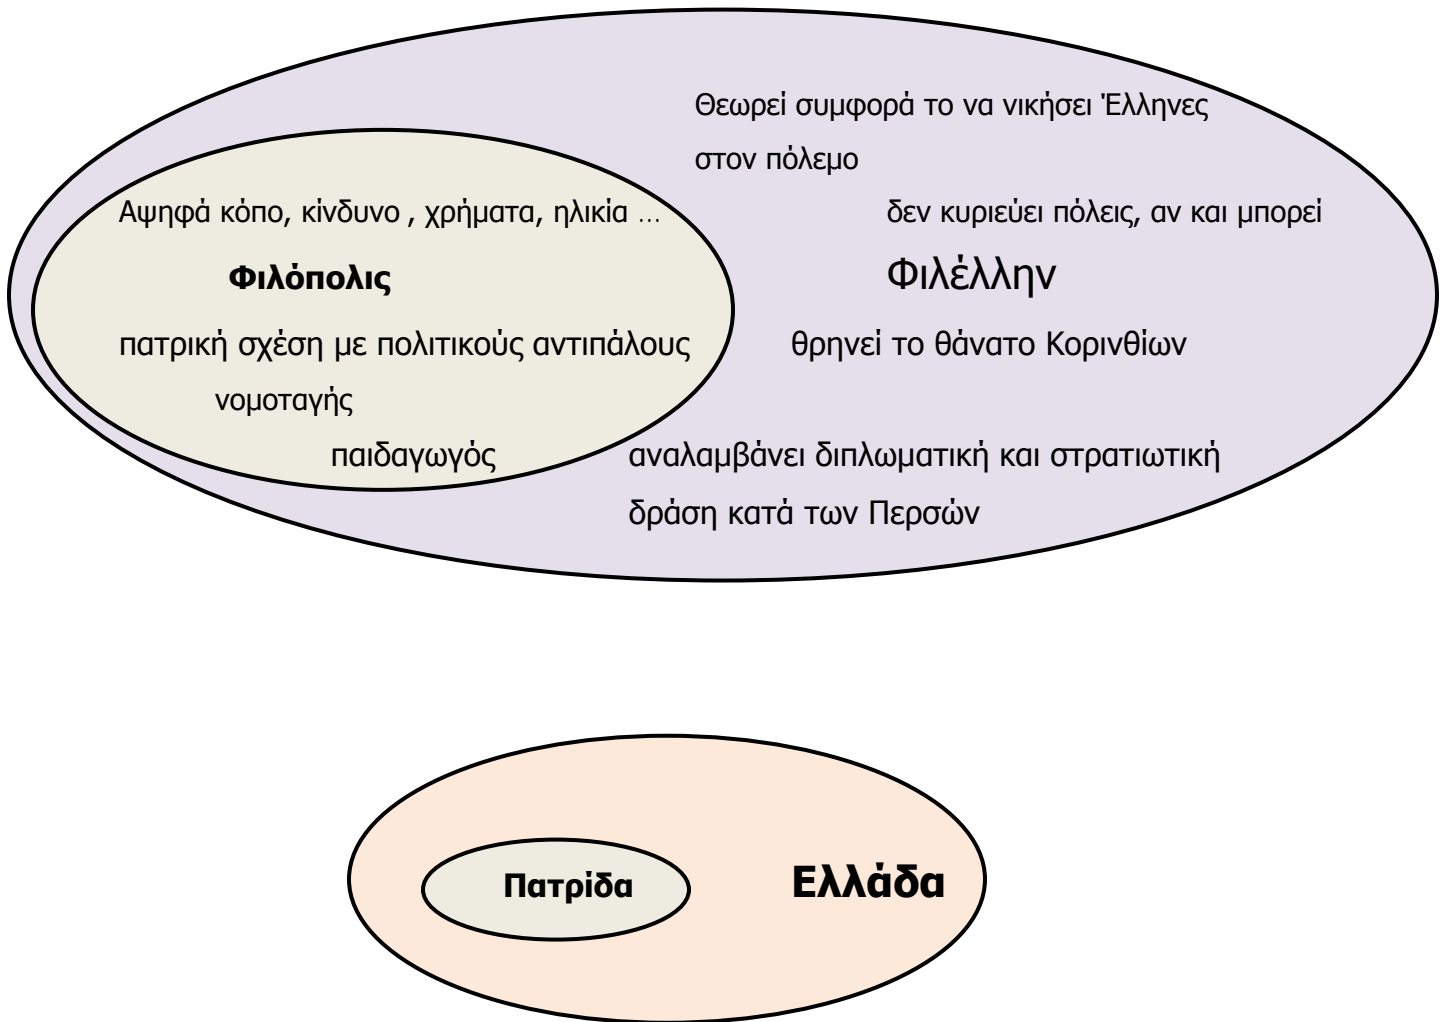 Θεωρεί συμφορά το να νικήσει Έλληνες
στον πόλεμο
Αψηφά κόπο, κίνδυνο , χρήματα, ηλικία ...
δεν κυριεύει πόλεις, αν και μπορεί
Φιλόπολις
Φιλέλλην
πατρική σχέση με πολιτικούς αντιπάλους
θρηνεί το θάνατο Κορινθίων
νομοταγής
παιδαγωγός
αναλαμβάνει διπλωματική και στρατιωτική
δράση κατά των Περσών
Πατρίδα
Ελλάδα